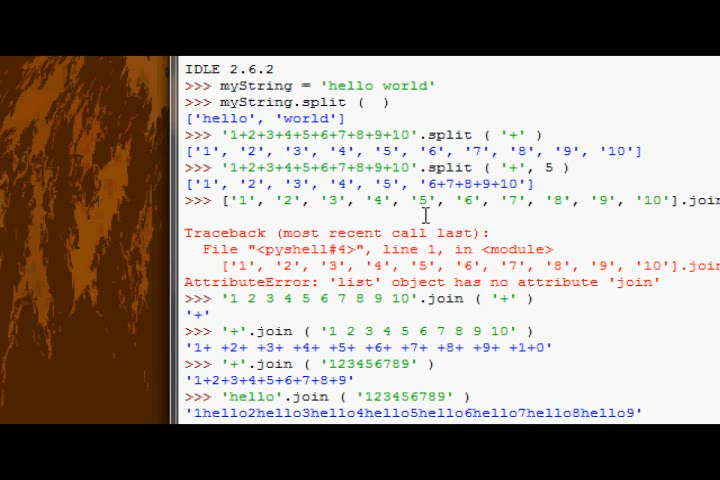 IDLE 2.6.2
>>> myString = 'hello world'
>>> myString.split (  )
['hello', 'world']
>>> '1+2+3+4+5+6+7+8+9+10'.split ( '+' )
['1', '2', '3', '4', '5', '6', '7', '8', '9', '10']
>>> '1+2+3+4+5+6+7+8+9+10'.split ( '+', 5 )
['1', '2', '3', '4', '5', '6+7+8+9+10']
>>> ['1', '2', '3', '4', '5', '6', '7', '8', '9', '10'].join
Traceback (most recent call last):
  File "<pyshell#4>", line 1, in <module>
    ['1', '2', '3', '4', '5', '6', '7', '8', '9', '10'].join
AttributeError: 'list' object has no attribute 'join'
>>> '1 2 3 4 5 6 7 8 9 10'.join ( '+' )
'+'
>>> '+'.join ( '1 2 3 4 5 6 7 8 9 10' )
'1+ +2+ +3+ +4+ +5+ +6+ +7+ +8+ +9+ +1+0'
>>> '+'.join ( '123456789' )
'1+2+3+4+5+6+7+8+9'
>>> 'hello'.join ( '123456789' )
'1hello2hello3hello4hello5hello6hello7hello8hello9'